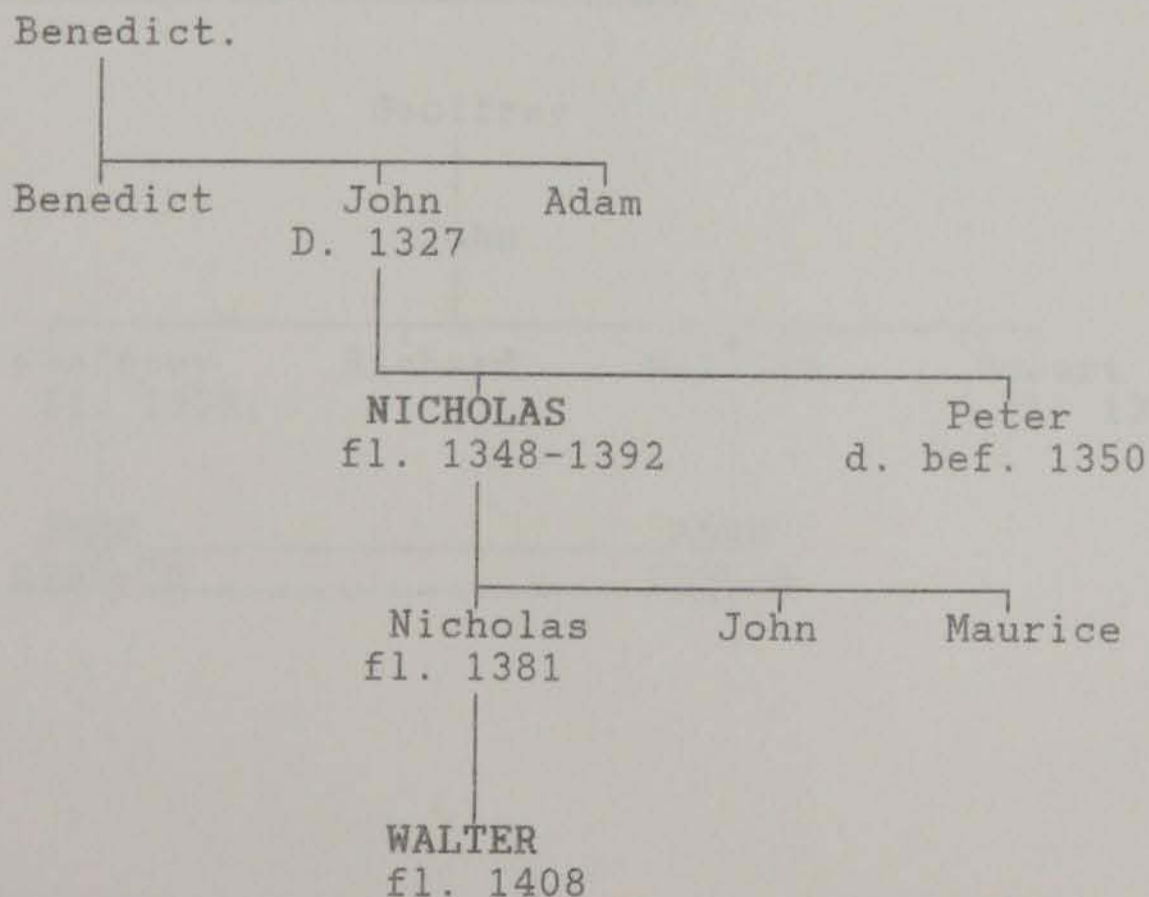 Benedict.
Benedict John Adam
D. 1327
NICHOLAS Peter
fl. 1348-1392 d. bef. 1350
Nicholas John Maurice
fl. 1381
WALTER
fl. 1408